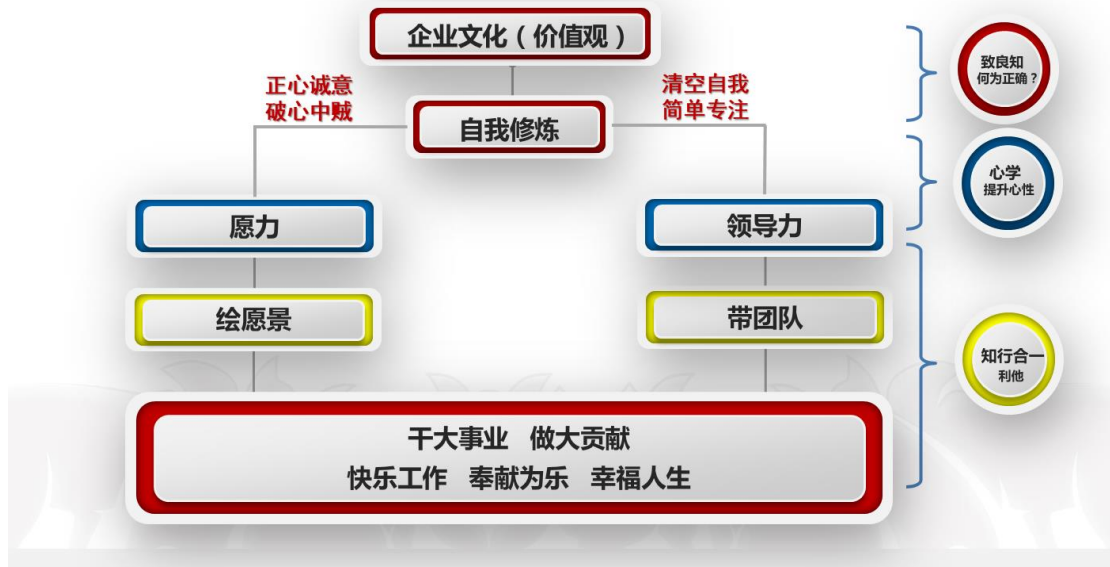 企业文化（价值观）
正心诚意
破心中贼
清空自我
简单专注
自我修炼
愿力
领导力
绘愿景
带团队
干大事业 做大贡献
快乐工作 奉献为乐 幸福人生
致良知
何为正确？
心学
提升心性
知行合一
利他